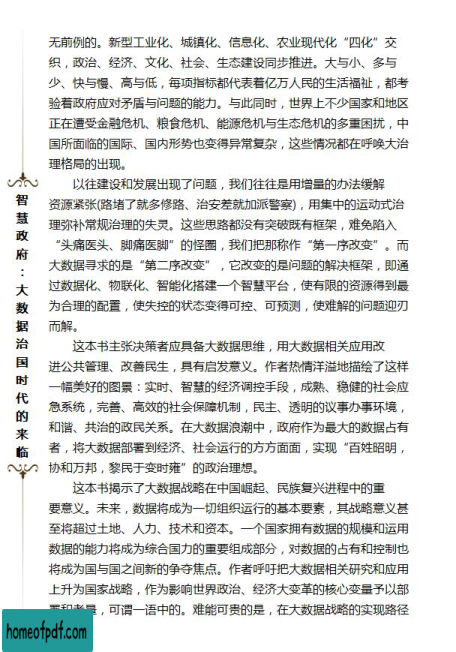 无前例的。新型工业化、城镇化、信息化、农业现代化“四化”交
织，政治、经济、文化、社会、生态建设同步推进。大与小、多与
少、快与慢、高与低，每项指标都代表着亿万人民的生活福祉，都考
验着政府应对矛盾与问题的能力。与此同时，世界上不少国家和地区
正在遭受金融危机、粮食危机、能源危机与生态危机的多重困扰，中
国所面临的国际、国内形势也变得异常复杂，这些情况都在呼唤大治
理格局的出现。
以往建设和发展出现了问题，我们往往是用增量的办法缓解
资源紧张(路堵了就多修路、治安差就加派警察)，用集中的运动式治
理弥补常规治理的失灵。这些思路都没有突破既有框架，难免陷入
“头痛医头、脚痛医脚”的怪圈，我们把那称作“第一序改变”。而
大数据寻求的是“第二序改变”，它改变的是问题的解决框架，即通
过数据化、物联化、智能化搭建一个智慧平台，使有限的资源得到最
为合理的配置，使失控的状态变得可控、可预测，使难解的问题迎刃
而解。
这本书主张决策者应具备大数据思维，用大数据相关应用改
进公共管理、改善民生，具有启发意义。作者热情洋溢地描绘了这样
一幅美好的图景：实时、智慧的经济调控手段，成熟、稳健的社会应
急系统，完善、高效的社会保障机制，民主、透明的议事办事环境，
和谐、共治的政民关系。在大数据浪潮中，政府作为最大的数据占有
者，将大数据部署到经济、社会运行的方方面面，实现“百姓昭明，
协和万邦，黎民于变时雍”的政治理想。
这本书揭示了大数据战略在中国崛起、民族复兴进程中的重
要意义。未来，数据将成为一切组织运行的基本要素，其战略意义甚
至将超过土地、人力、技术和资本。一个国家拥有数据的规模和运用
数据的能力将成为综合国力的重要组成部分，对数据的占有和控制也
将成为国与国之间新的争夺焦点。作者呼吁把大数据相关研究和应用
上升为国家战略，作为影响世界政治、经济大变革的核心变量予以部
署和考量，可谓一语中的。难能可贵的是，在大数据战略的实现路径
智慧政府：大数据治国时代的来临
homeofpdf.com